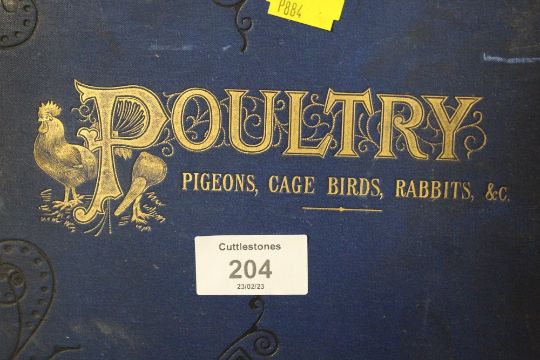 P884
POULTRY
PIGEONS, CAGE BIRDS, RABBITS, &C.
Cuttlestones
204
23/02/23